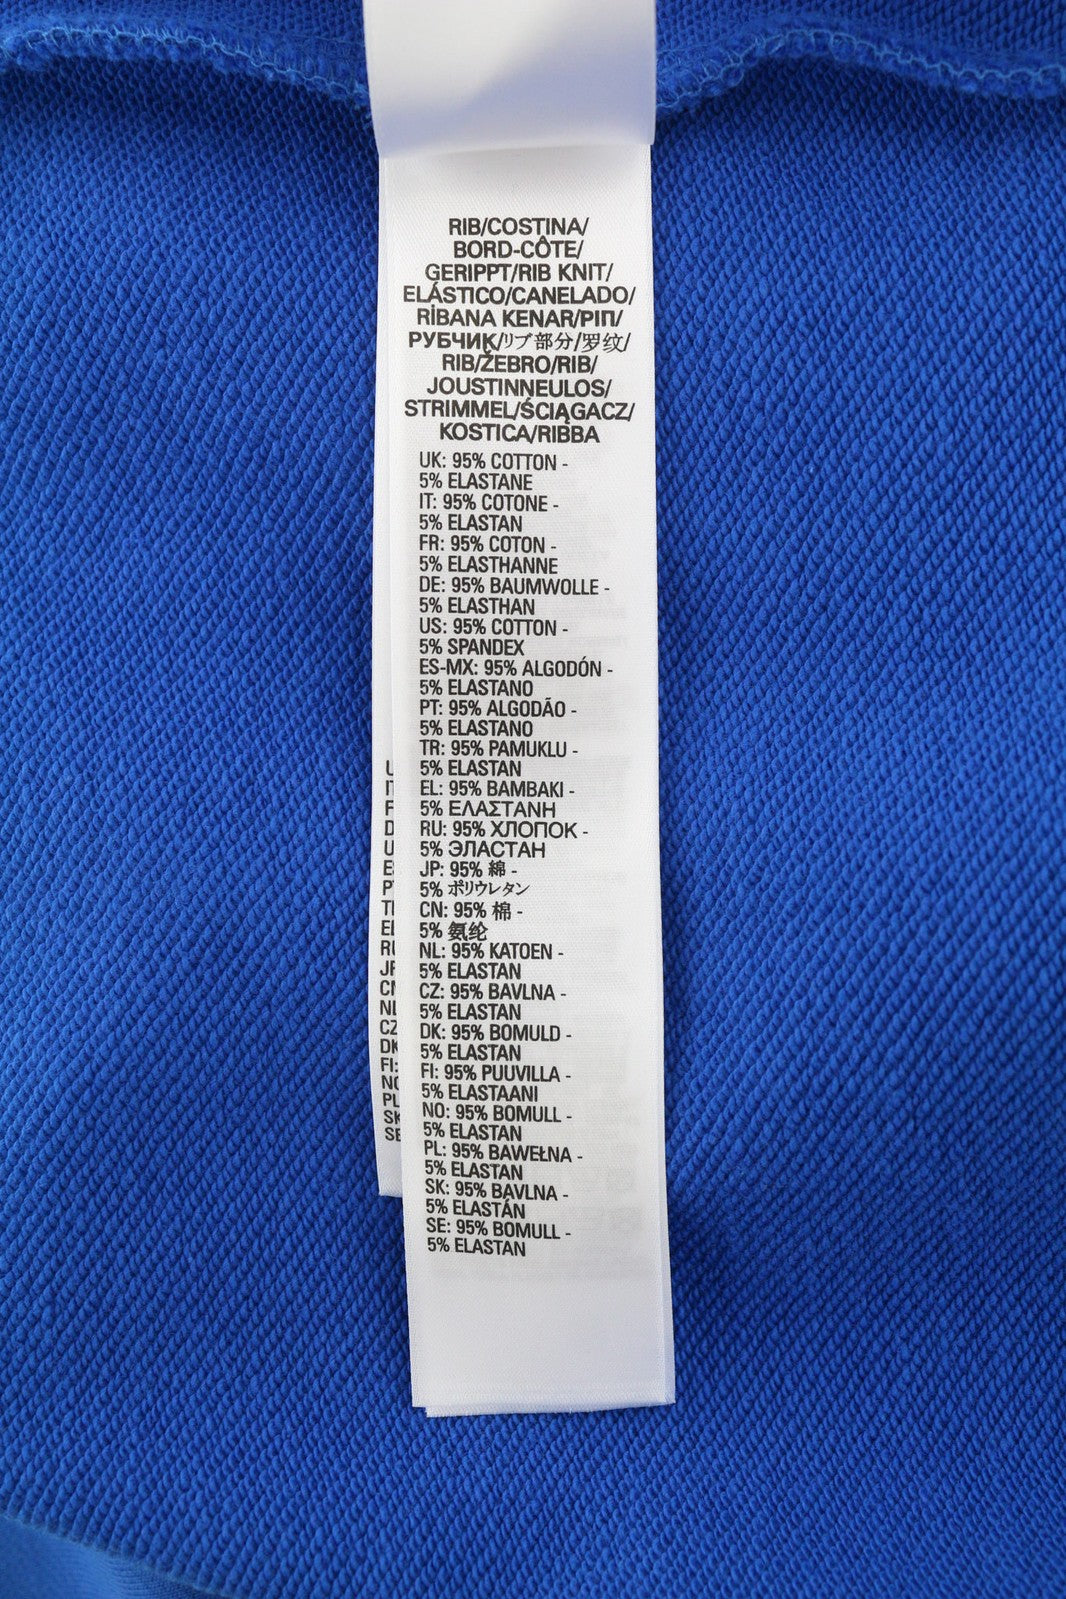 RIB/COSTINA/
BORD-CÔTE/
GERIPPT/RIB KNIT/
ELÁSTICO/CANELADO/
RİBANA KENAR/ΡΙΠ/
РУБЧИК/リブ部分/罗纹/
RIB/ŽEBRO/RIB/
JOUSTINNEULOS/
STRIMMEL/ŚCIĄGACZ/
KOSTICA/RIBBA
UK: 95% COTTON -
5% ELASTANE
IT: 95% COTONE -
5% ELASTAN
FR: 95% COTON -
5% ELASTHANNE
DE: 95% BAUMWOLLE -
5% ELASTHAN
US: 95% COTTON -
5% SPANDEX
ES-MX: 95% ALGODÓN -
5% ELASTANO
PT: 95% ALGODÃO -
5% ELASTANO
TR: 95% PAMUKLU -
5% ELASTAN
EL: 95% BAMBAKI -
5% ΕΛΑΣΤΑΝΗ
RU: 95% ХЛОПОК -
5% ЭЛАСТАН
JP: 95% 綿 -
5% ポリウレタン
CN: 95% 棉 -
5% 氨纶
NL: 95% KATOEN -
5% ELASTAN
CZ: 95% BAVLNA -
5% ELASTAN
DK: 95% BOMULD -
5% ELASTAN
FI: 95% PUUVILLA -
5% ELASTAANI
NO: 95% BOMULL -
5% ELASTAN
PL: 95% BAWEŁNA -
5% ELASTAN
SK: 95% BAVLNA -
5% ELASTÁN
SE: 95% BOMULL -
5% ELASTAN